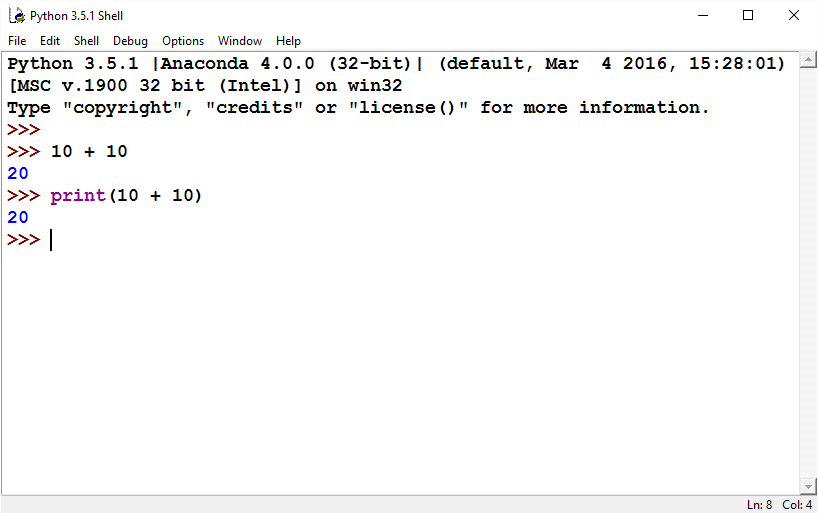 Python 3.5.1 Shell
File Edit Shell Debug Options Window Help
Python 3.5.1 |Anaconda 4.0.0 (32-bit)| (default, Mar  4 2016, 15:28:01)
[MSC v.1900 32 bit (Intel)] on win32
Type "copyright", "credits" or "license()" for more information.
>>>
>>> 10 + 10
20
>>> print(10 + 10)
20
>>>
Ln: 8 Col: 4